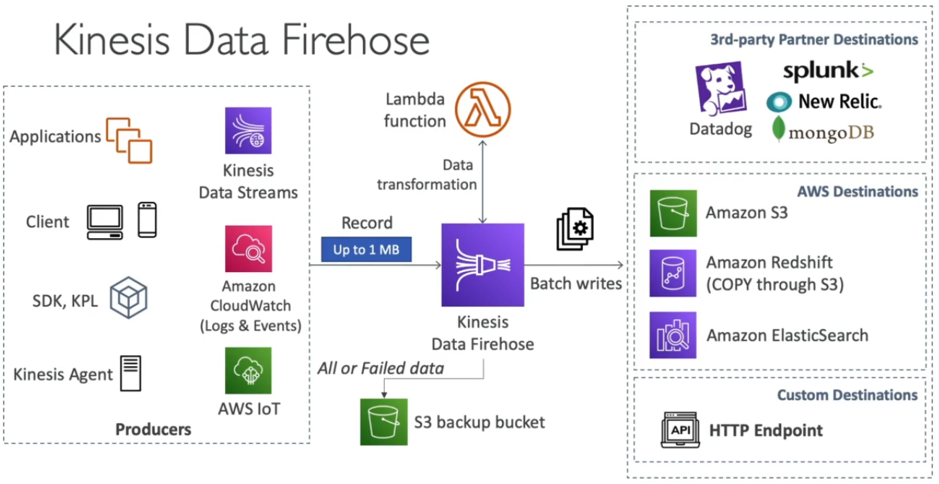 Kinesis Data Firehose
Applications
Client
SDK, KPL
Kinesis Agent
Kinesis
Data Streams
Amazon
CloudWatch
(Logs & Events)
AWS IoT
Producers
Record
Up to 1 MB
Lambda
function
Data
transformation
Kinesis
Data Firehose
All or Failed data
S3 backup bucket
Batch writes
3rd-party Partner Destinations
Datadog
splunk>
New Relic.
mongoDB
AWS Destinations
Amazon S3
Amazon Redshift
(COPY through S3)
Amazon ElasticSearch
Custom Destinations
API
HTTP Endpoint